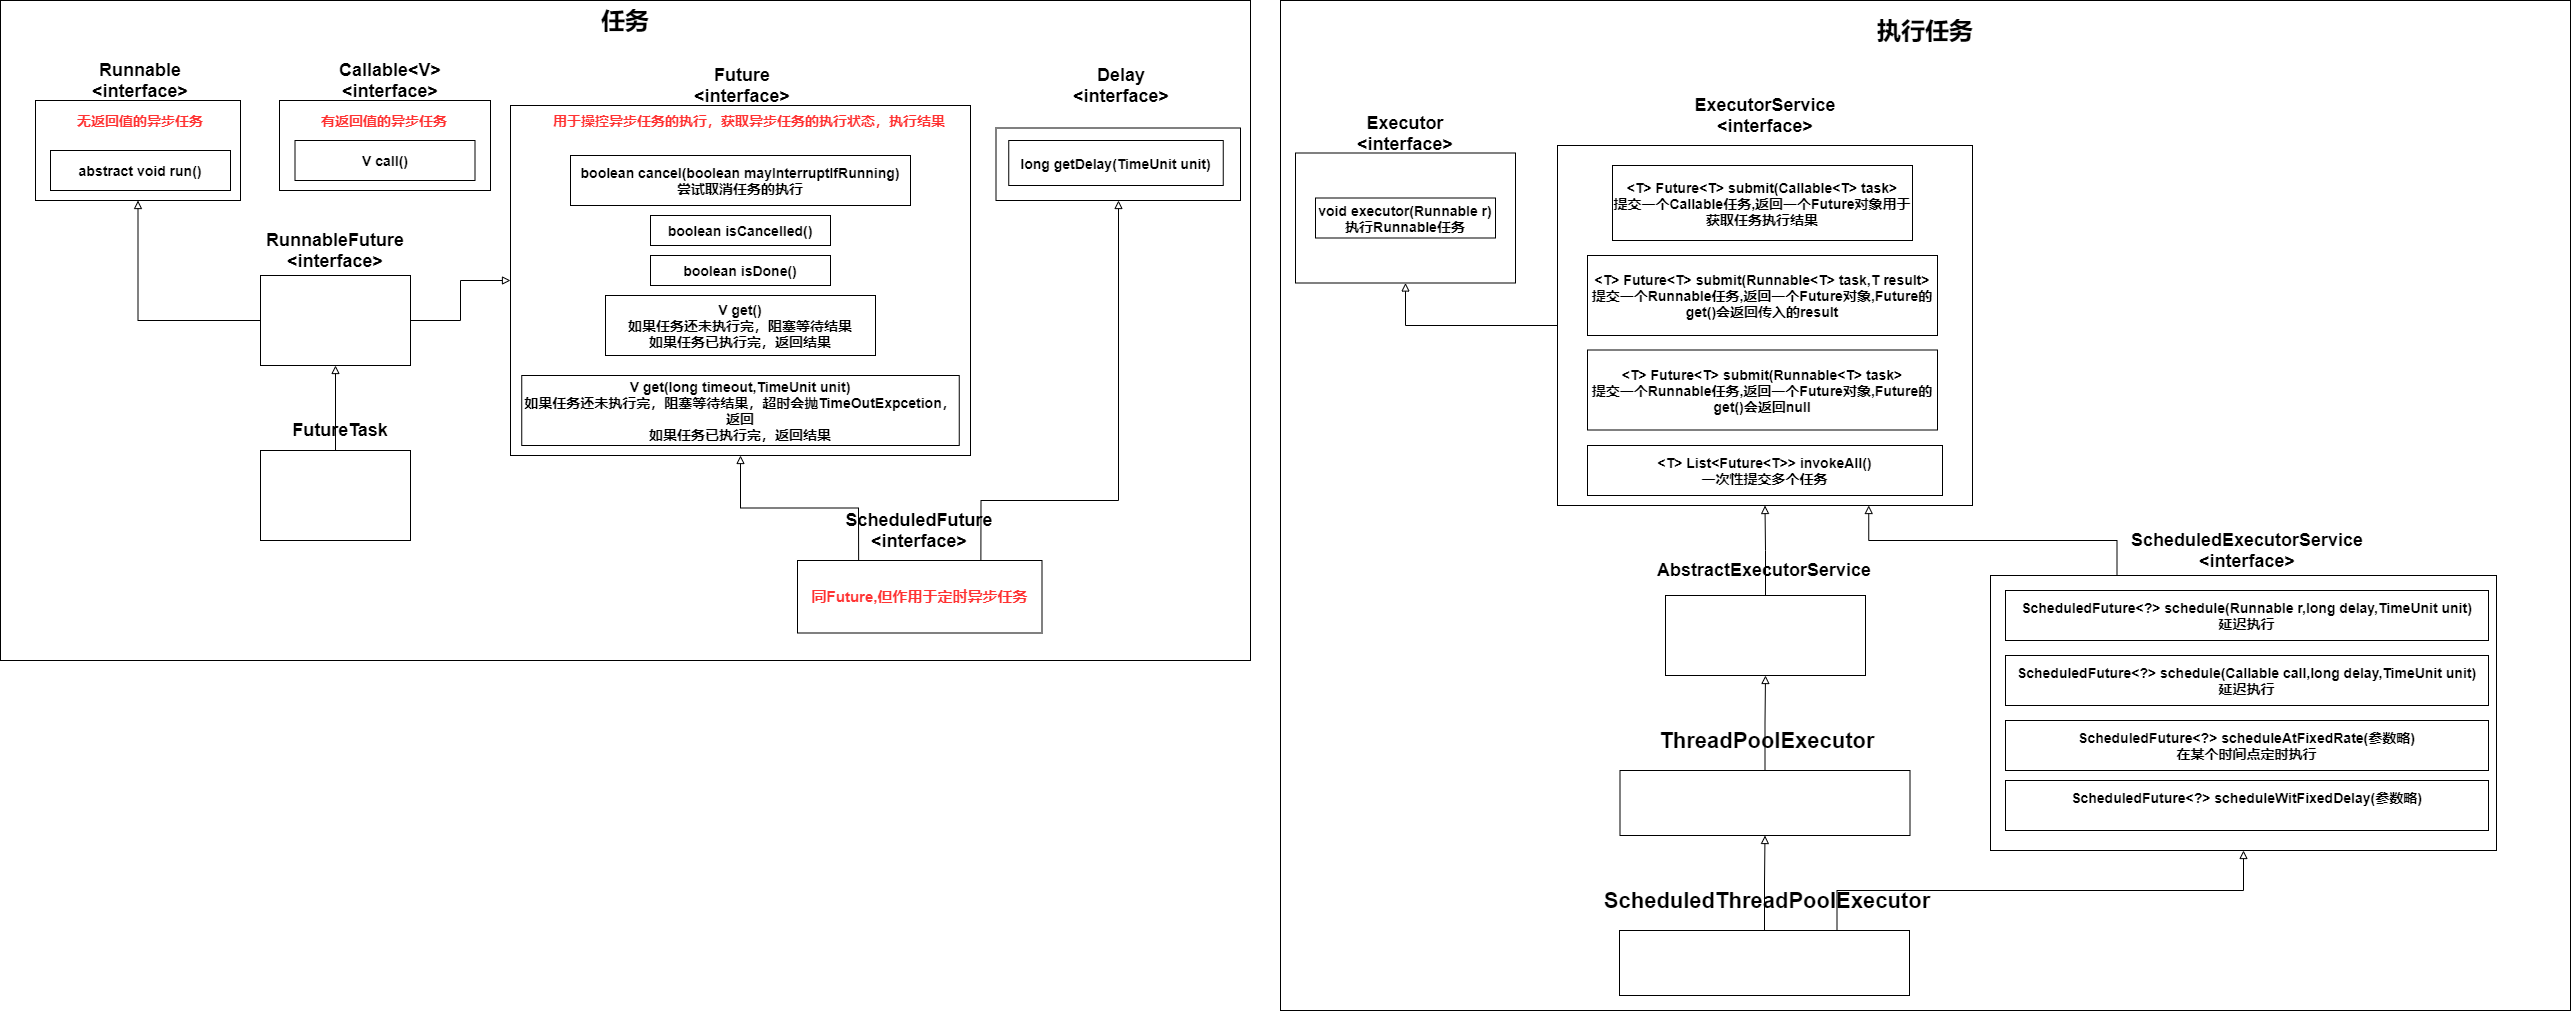 任务
Runnable
<interface>
无返回值的异步任务
abstract void run()
Callable<V>
<interface>
有返回值的异步任务
V call()
Future
<interface>
用于操控异步任务的执行，获取异步任务的执行状态，执行结果
boolean cancel(boolean mayInterruptIfRunning)
尝试取消任务的执行
boolean isCancelled()
boolean isDone()
V get()
如果任务还未执行完，阻塞等待结果
如果任务已执行完，返回结果
V get(long timeout,TimeUnit unit)
如果任务还未执行完，阻塞等待结果，超时会抛TimeOutExpcetion，
返回
如果任务已执行完，返回结果
Delay
<interface>
long getDelay(TimeUnit unit)
RunnableFuture
<interface>
FutureTask
ScheduledFuture
<interface>
同Future,但作用于定时异步任务
执行任务
Executor
<interface>
void executor(Runnable r)
执行Runnable任务
ExecutorService
<interface>
<T> Future<T> submit(Callable<T> task>
提交一个Callable任务,返回一个Future对象用于
获取任务执行结果
<T> Future<T> submit(Runnable<T> task,T result>
提交一个Runnable任务,返回一个Future对象,Future的
get()会返回传入的result
<T> Future<T> submit(Runnable<T> task>
提交一个Runnable任务,返回一个Future对象,Future的
get()会返回null
<T> List<Future<T>> invokeAll()
一次性提交多个任务
AbstractExecutorService
ThreadPoolExecutor
ScheduledThreadPoolExecutor
ScheduledExecutorService
<interface>
ScheduledFuture<?> schedule(Runnable r,long delay,TimeUnit unit)
延迟执行
ScheduledFuture<?> schedule(Callable call,long delay,TimeUnit unit)
延迟执行
ScheduledFuture<?> scheduleAtFixedRate(参数略)
在某个时间点定时执行
ScheduledFuture<?> scheduleWitFixedDelay(参数略)